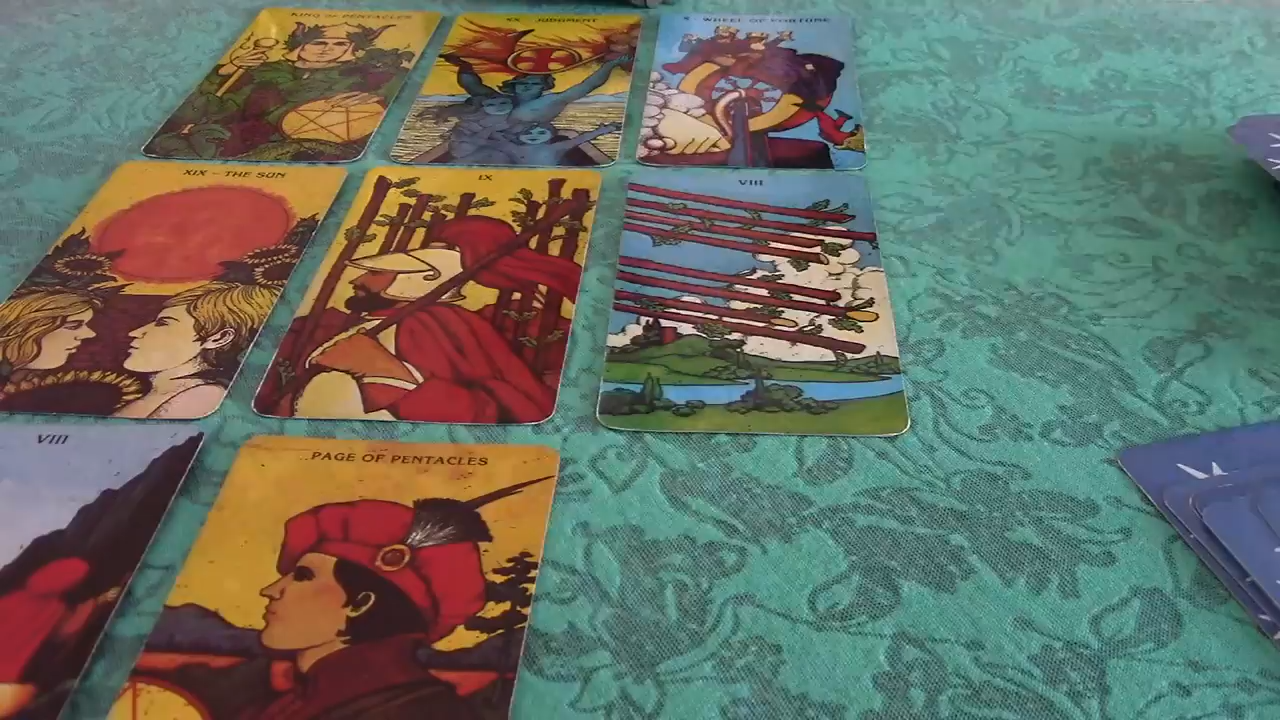 KING OF PENTACLES
XX JUDGMENT
X WHEEL OF FORTUNE
XIX - THE SUN
IX
VIII
VIII
PAGE OF PENTACLES